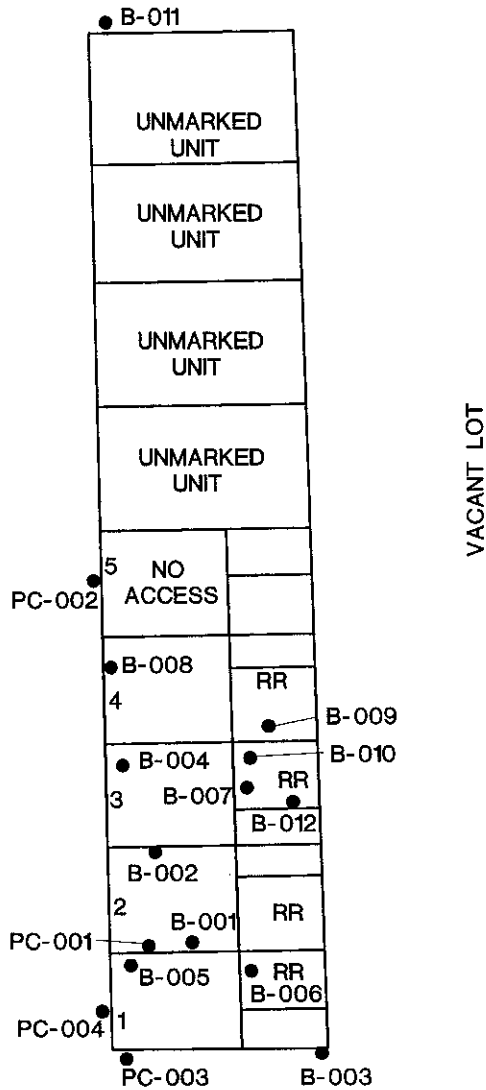 B-011
UNMARKED
UNIT
UNMARKED
UNIT
UNMARKED
UNIT
UNMARKED
UNIT
VACANT LOT
5
NO
ACCESS
PC-002
B-008
RR
4
B-009
B-004
B-010
3
B-007
RR
B-012
B-002
2
B-001
RR
PC-001
B-005
RR
B-006
PC-004
1
PC-003
B-003